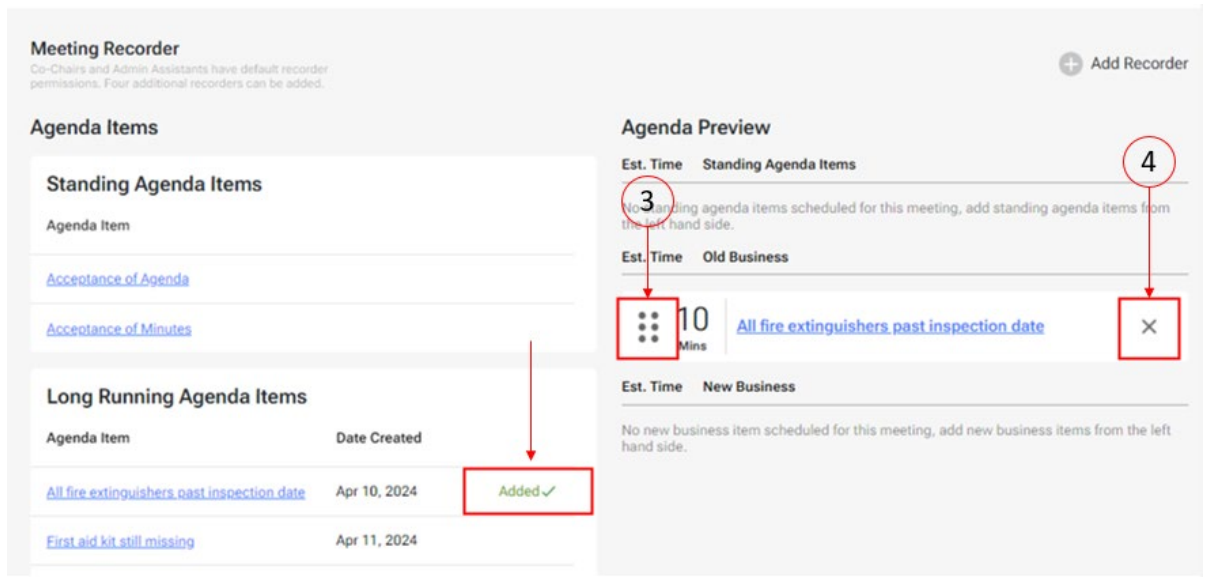 Meeting Recorder
Co-Chairs and Admin Assistants have default recorder
permissions. Four additional recorders can be added.
Add Recorder
Agenda Items
Standing Agenda Items
Agenda Item
Acceptance of Agenda
Acceptance of Minutes
Long Running Agenda Items
Agenda Item Date Created
All fire extinguishers past inspection date Apr 10, 2024 Added
First aid kit still missing Apr 11, 2024
Agenda Preview
Est. Time Standing Agenda Items
3
4
No standing agenda items scheduled for this meeting, add standing agenda items from
the left hand side.
Est. Time Old Business
10
Mins
All fire extinguishers past inspection date
Est. Time New Business
No new business item scheduled for this meeting, add new business items from the left
hand side.